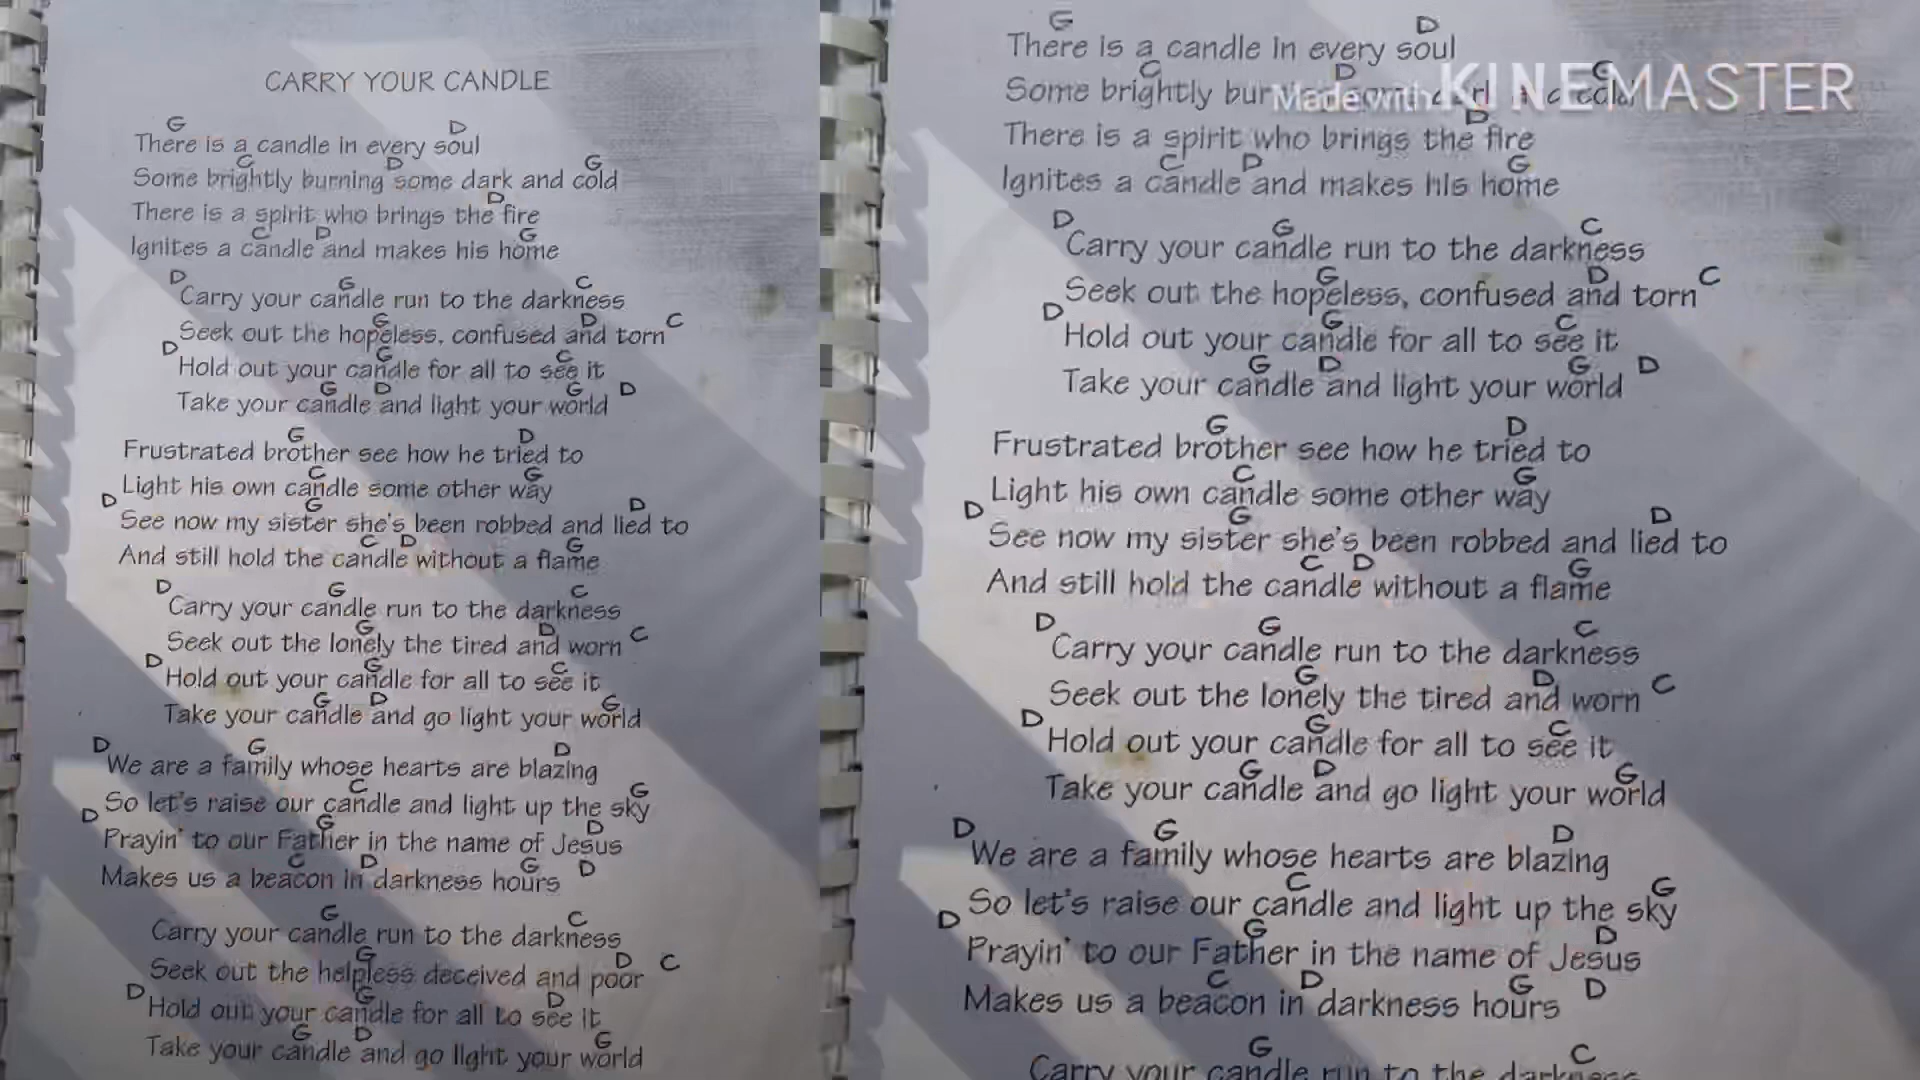 CARRY YOUR CANDLE
G D
There is a candle in every soul
C D G
Some brightly burning some dark and cold
D
There is a spirit who brings the fire
C D G
Ignites a candle and makes his home
D G C
Carry your candle run to the darkness
G D C
Seek out the hopeless, confused and torn
D G C
Hold out your candle for all to see it
G D G D
Take your candle and light your world
G D
Frustrated brother see how he tried to
C G
Light his own candle some other way
D G D
See now my sister she's been robbed and lied to
C D G
And still hold the candle without a flame
D G C
Carry your candle run to the darkness
G D C
Seek out the lonely the tired and worn
D G C
Hold out your candle for all to see it
G D G
Take your candle and go light your world
D G D
We are a family whose hearts are blazing
C G
So let's raise our candle and light up the sky
D G D
Prayin' to our Father in the name of Jesus
C D G D
Makes us a beacon in darkness hours
G C
Carry your candle run to the darkness
G D C
Seek out the helpless deceived and poor
D G D
Hold out your candle for all to see it
G D G
Take your candle and go light your world
G D
There is a candle in every soul
C D G
Some brightly
Made with KINEMASTER
D
There is a spirit who brings the fire
C D G
Ignites a candle and makes his home
D G C
Carry your candle run to the darkness
G D C
Seek out the hopeless, confused and torn
D G C
Hold out your candle for all to see it
G D G D
Take your candle and light your world
G D
Frustrated brother see how he tried to
C G
Light his own candle some other way
D G D
See now my sister she's been robbed and lied to
C D G
And still hold the candle without a flame
D G C
Carry your candle run to the darkness
G D C
Seek out the lonely the tired and worn
D G C
Hold out your candle for all to see it
G D G
Take your candle and go light your world
D G D
We are a family whose hearts are blazing
C G
So let's raise our candle and light up the sky
D G D
Prayin' to our Father in the name of Jesus
C D G D
Makes us a beacon in darkness hours
G C
Carry your candle run to the darkness